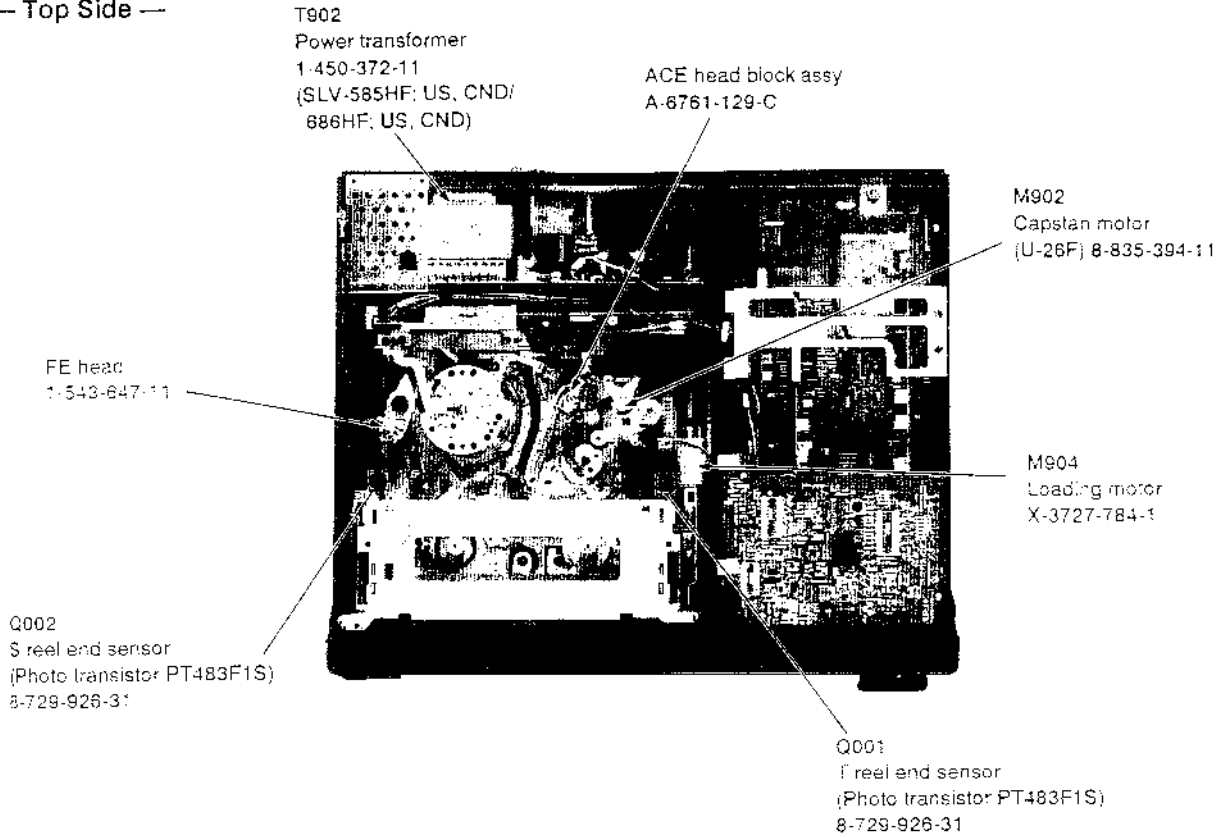 — Top Side —
T902
Power transformer
1-450-372-11
(SLV-585HF: US, CND/
686HF: US, CND)
ACE head block assy
A-6761-129-C
M902
Capstan motor
(U-26F) 8-835-394-11
FE head
1-543-647-11
M904
Loading motor
X-3727-784-1
Q002
S reel end sensor
(Photo transistor PT483F1S)
8-729-926-31
Q001
T reel end sensor
(Photo transistor PT483F1S)
8-729-926-31